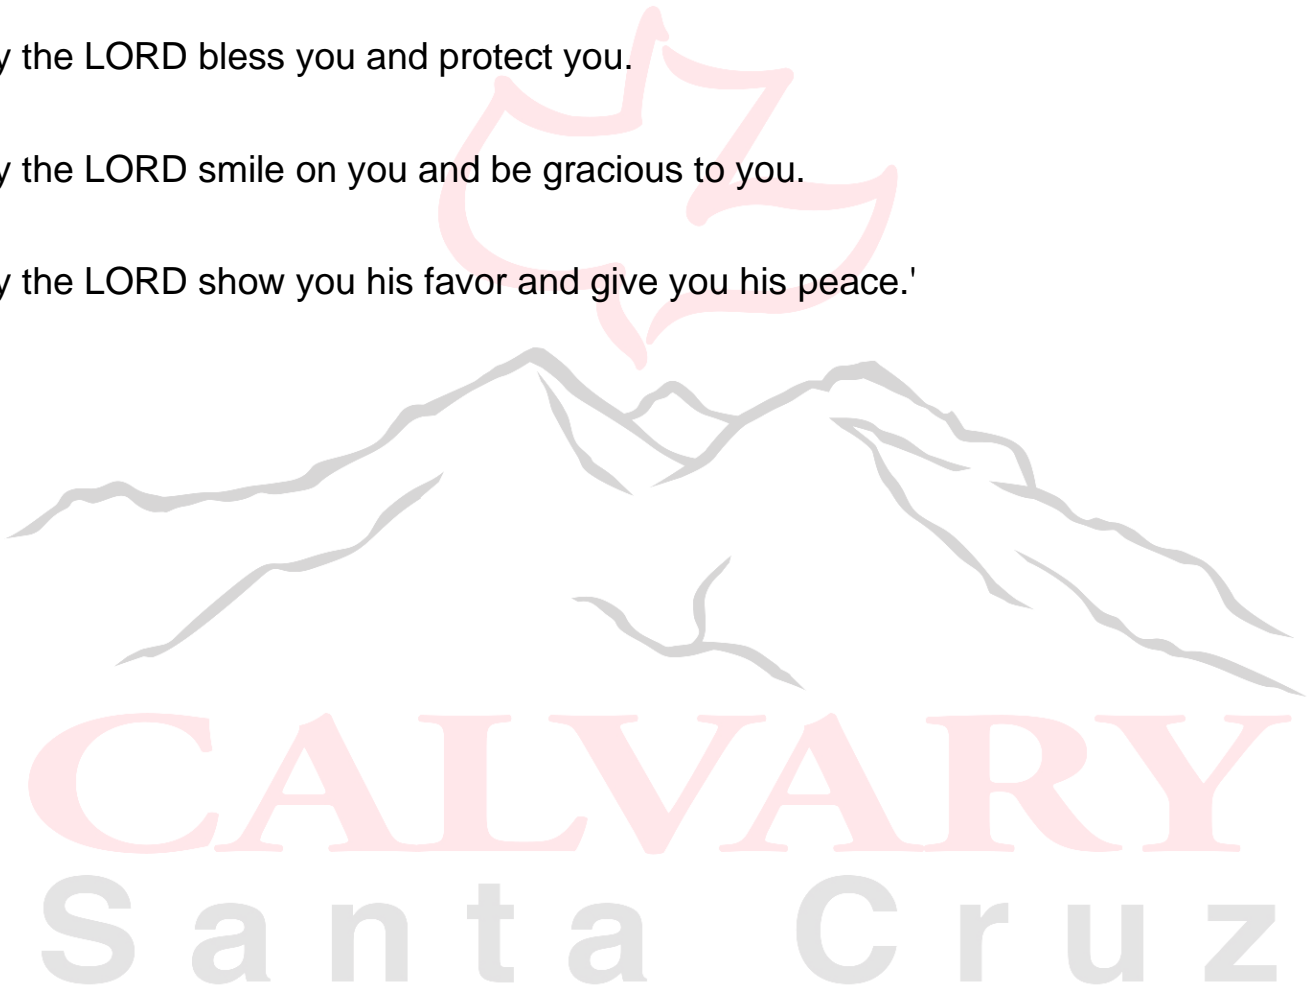 y the LORD bless you and protect you.
y the LORD smile on you and be gracious to you.
y the LORD show you his favor and give you his peace.'
CALVARY
Santa Cruz